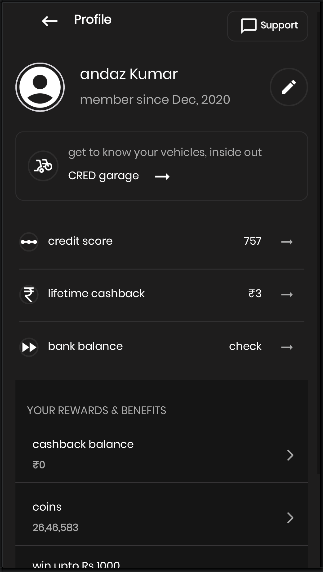 Profile
Support
andaz Kumar
member since Dec, 2020
get to know your vehicles, inside out
CRED garage
credit score 757
lifetime cashback ₹3
bank balance check
YOUR REWARDS & BENEFITS
cashback balance
₹0
coins
26,46,583
win upto Rs 1000